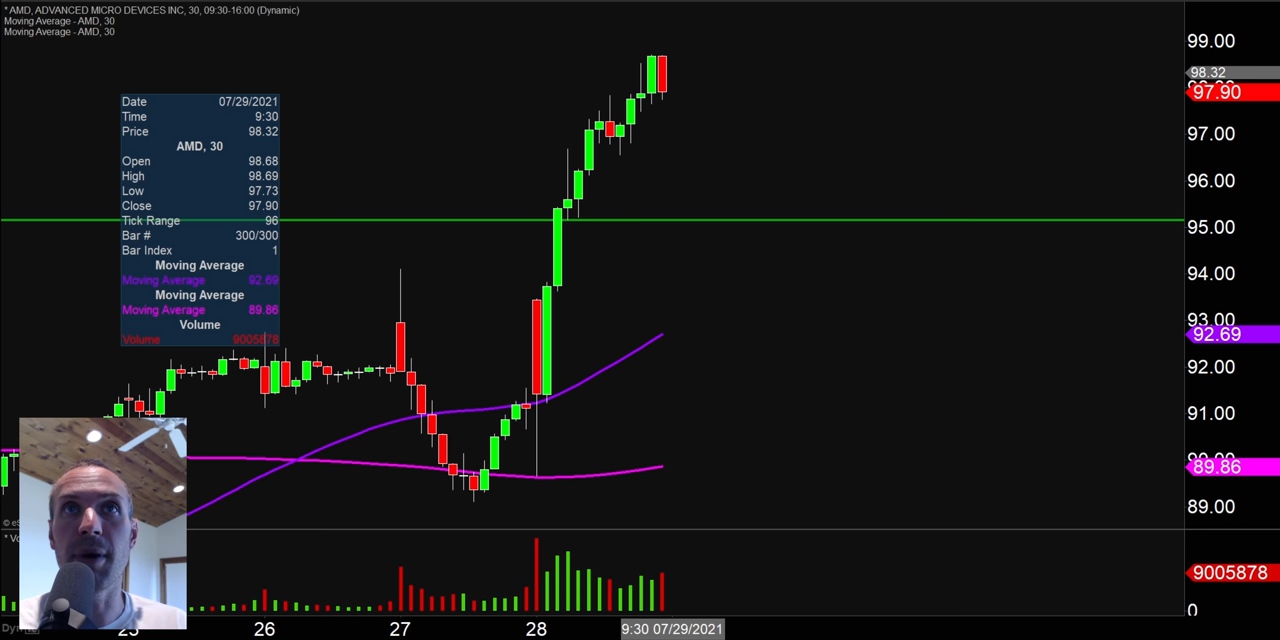 * AMD, ADVANCED MICRO DEVICES INC, 30, 09:30-16:00 (Dynamic)
Moving Average - AMD, 30
Moving Average - AMD, 30
Date 07/29/2021
Time 9:30
Price 98.32
AMD, 30
Open 98.68
High 98.69
Low 97.73
Close 97.90
Tick Range 96
Bar # 300/300
Bar Index 1
Moving Average
Moving Average 92.69
Moving Average
Moving Average 89.86
Volume
Volume 9005878
99.00
98.32
97.90
97.00
96.00
95.00
94.00
93.00
92.69
92.00
91.00
89.86
89.00
9005878
0
26
27
28
9:30 07/29/2021